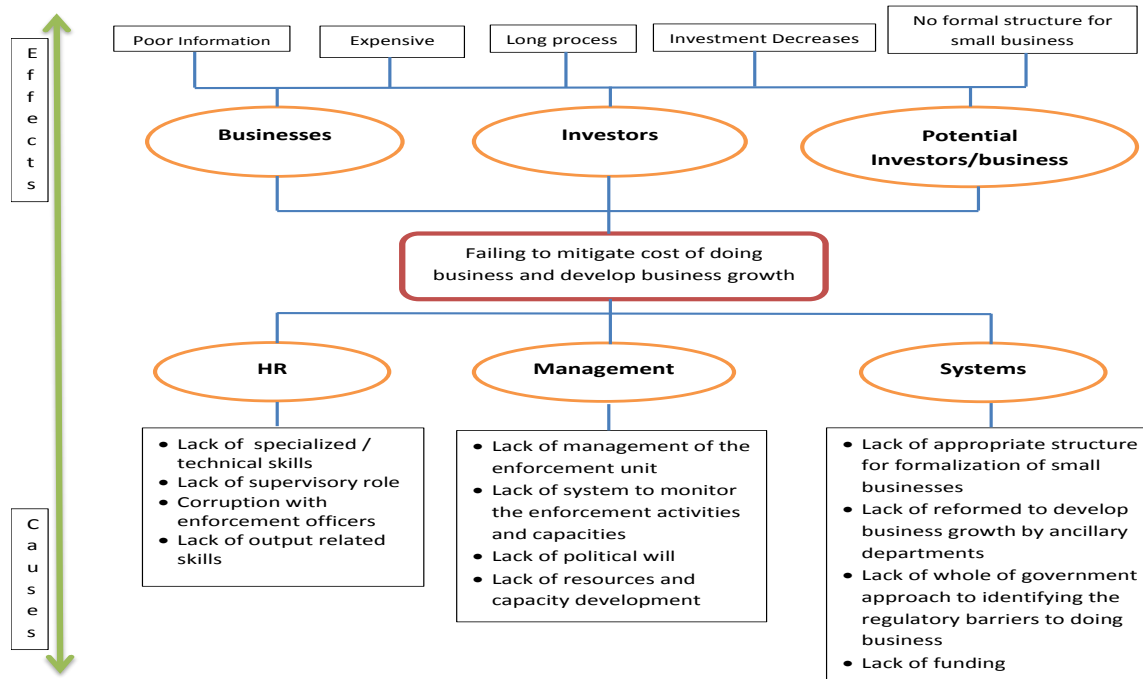 Effects
Poor Information
Expensive
Long process
Investment Decreases
No formal structure for
small business
Businesses
Investors
Potential
Investors/business
Failing to mitigate cost of doing
business and develop business growth
HR
Management
Systems
• Lack of specialized /
technical skills
• Lack of supervisory role
• Corruption with
enforcement officers
• Lack of output related
skills
• Lack of management of the
enforcement unit
• Lack of system to monitor
the enforcement activities
and capacities
• Lack of political will
• Lack of resources and
capacity development
• Lack of appropriate structure
for formalization of small
businesses
• Lack of reformed to develop
business growth by ancillary
departments
• Lack of whole of government
approach to identifying the
regulatory barriers to doing
business
• Lack of funding
Causes